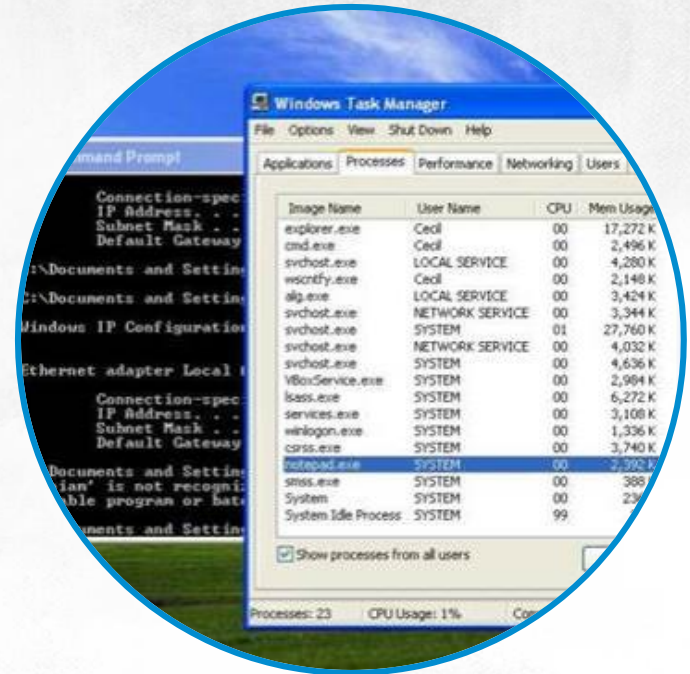 Windows Task Manager
File Options View Shut Down Help
Applications Processes Performance Networking Users
Image Name User Name CPU Mem Usage
explorer.exe Cecil 00 17,272 K
cmd.exe Cecil 00 2,496 K
svchost.exe LOCAL SERVICE 00 4,280 K
wscntfy.exe Cecil 00 2,148 K
alg.exe LOCAL SERVICE 00 3,424 K
svchost.exe NETWORK SERVICE 00 3,344 K
svchost.exe SYSTEM 01 27,760 K
svchost.exe NETWORK SERVICE 00 4,032 K
svchost.exe SYSTEM 00 4,636 K
VBoxService.exe SYSTEM 00 2,984 K
lsass.exe SYSTEM 00 6,272 K
services.exe SYSTEM 00 3,108 K
winlogon.exe SYSTEM 00 1,336 K
csrss.exe SYSTEM 00 3,740 K
notepad.exe SYSTEM 00 2,392 K
smss.exe SYSTEM 00 388
System SYSTEM 00 236
System Idle Process SYSTEM 99
Show processes from all users
Processes: 23 CPU Usage: 1% Com
mmand Prompt
Connection-spec
IP Address. . .
Subnet Mask . .
Default Gateway
:\Documents and Setting
C:\Documents and Setting
Windows IP Configuration
Ethernet adapter Local
Connection-spec
IP Address. . .
Subnet Mask . .
Default Gateway
Documents and Setting
ian' is not recogni
able program or bat
uments and Setting